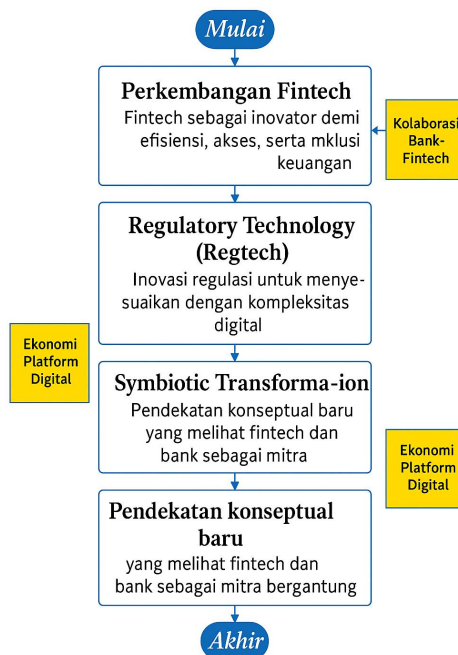 Mulai
Perkembangan Fintech
Fintech sebagai inovator demi
efisiensi, akses, serta mklusi
keuangan
Kolaborasi
Bank-
Fintech
Regulatory Technology
(Regtech)
Inovasi regulasi untuk menye-
suaikan dengan kompleksitas
digital
Ekonomi
Platform
Digital
Symbiotic Transforma-ion
Pendekatan konseptual baru
yang melihat fintech dan
bank sebagai mitra
Ekonomi
Platform
Digital
Pendekatan konseptual
baru
yang melihat fintech dan
bank sebagai mitra bergantung
Akhir